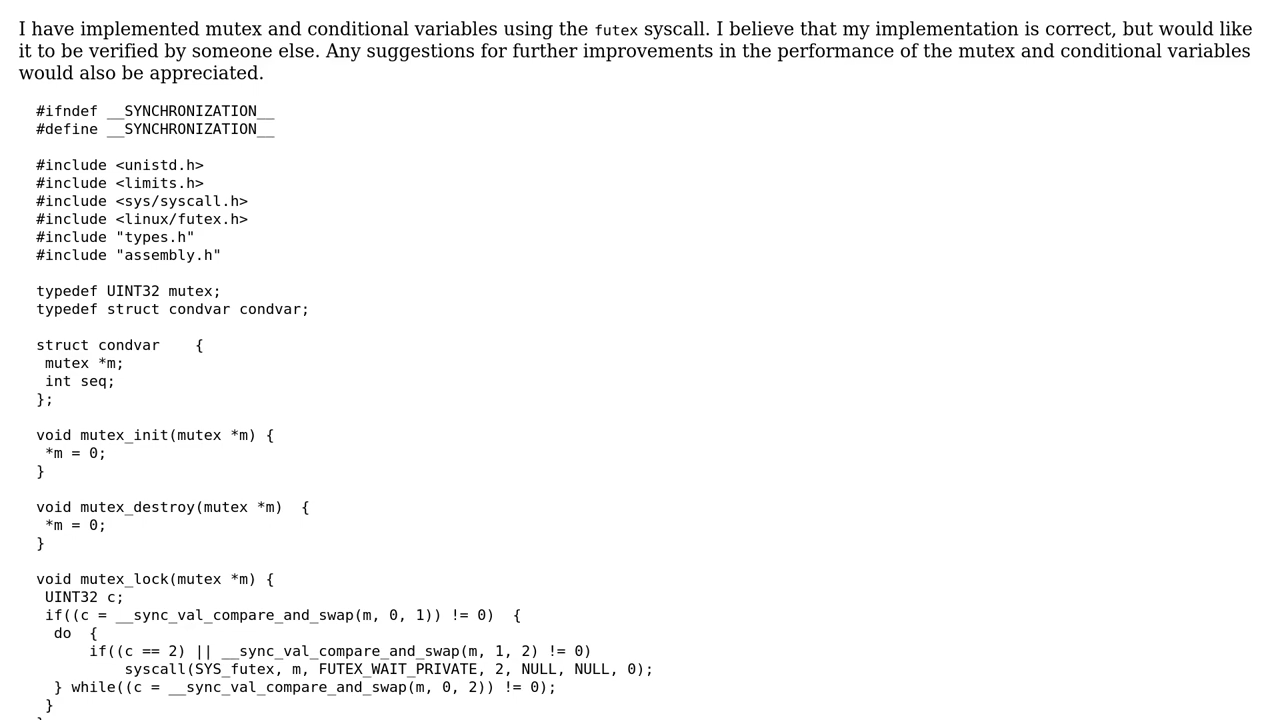 I have implemented mutex and conditional variables using the futex syscall. I believe that my implementation is correct, but would like
it to be verified by someone else. Any suggestions for further improvements in the performance of the mutex and conditional variables
would also be appreciated.
#ifndef __SYNCHRONIZATION__
#define __SYNCHRONIZATION__
#include <unistd.h>
#include <limits.h>
#include <sys/syscall.h>
#include <linux/futex.h>
#include "types.h"
#include "assembly.h"
typedef UINT32 mutex;
typedef struct condvar condvar;
struct condvar    {
 mutex *m;
 int seq;
};
void mutex_init(mutex *m) {
 *m = 0;
}
void mutex_destroy(mutex *m)  {
 *m = 0;
}
void mutex_lock(mutex *m) {
 UINT32 c;
 if((c = __sync_val_compare_and_swap(m, 0, 1)) != 0)  {
  do  {
      if((c == 2) || __sync_val_compare_and_swap(m, 1, 2) != 0)
          syscall(SYS_futex, m, FUTEX_WAIT_PRIVATE, 2, NULL, NULL, 0);
  } while((c = __sync_val_compare_and_swap(m, 0, 2)) != 0);
 }